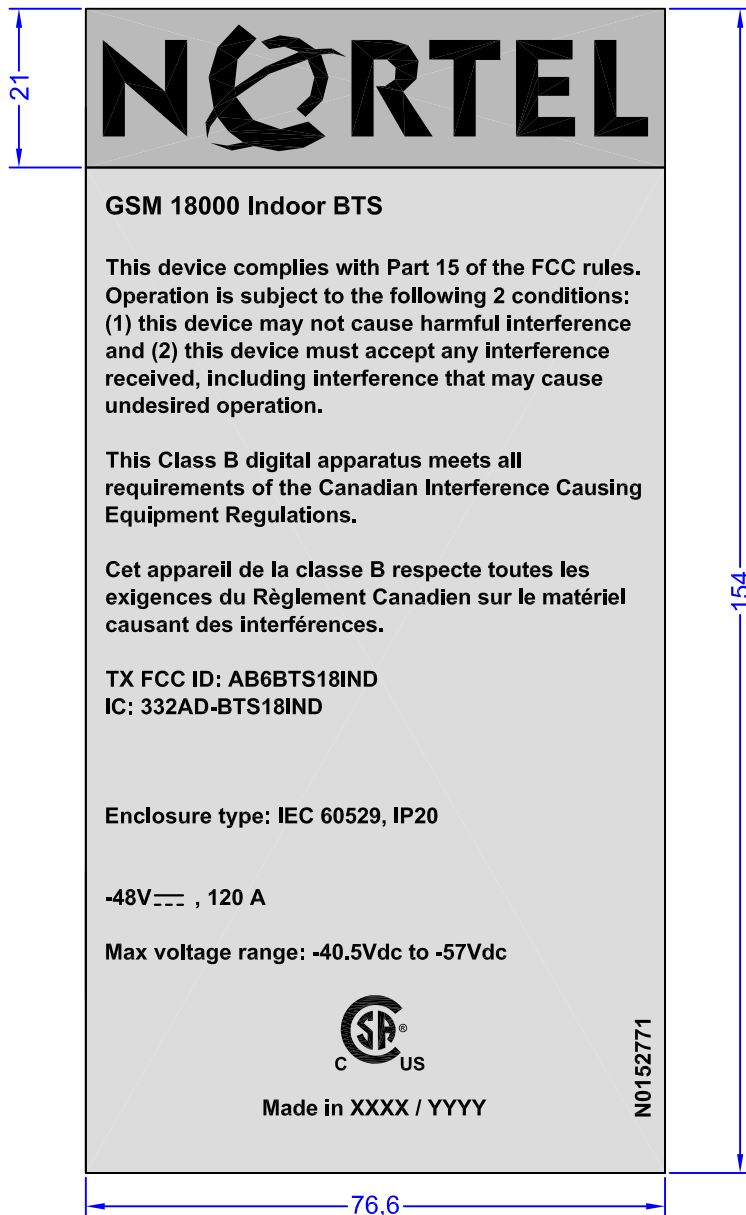 NORTEL
21
GSM 18000 Indoor BTS
This device complies with Part 15 of the FCC rules.
Operation is subject to the following 2 conditions:
(1) this device may not cause harmful interference
and (2) this device must accept any interference
received, including interference that may cause
undesired operation.
This Class B digital apparatus meets all
requirements of the Canadian Interference Causing
Equipment Regulations.
Cet appareil de la classe B respecte toutes les
exigences du Règlement Canadien sur le matériel
causant des interférences.
154
TX FCC ID: AB6BTS18IND
IC: 332AD-BTS18IND
Enclosure type: IEC 60529, IP20
-48V⎓ , 120 A
Max voltage range: -40.5Vdc to -57Vdc
CSA ®
C US
N0152771
Made in XXXX / YYYY
76,6